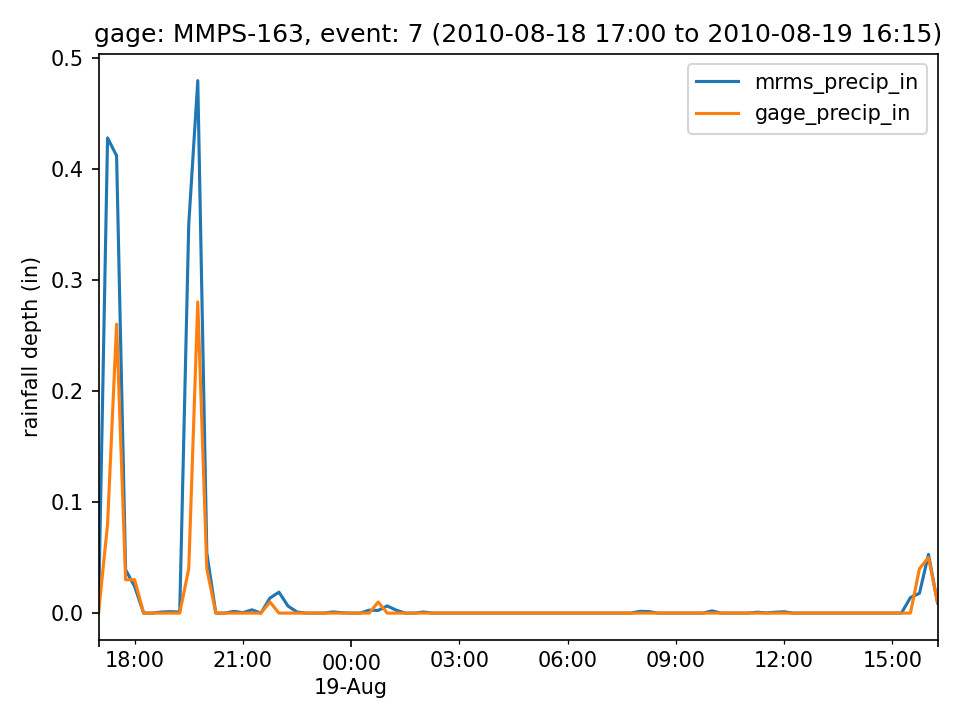 gage: MMPS-163, event: 7 (2010-08-18 17:00 to 2010-08-19 16:15)
mrms_precip_in
gage_precip_in
rainfall depth (in)
0.5
0.4
0.3
0.2
0.1
0.0
18:00 21:00 00:00 03:00 06:00 09:00 12:00 15:00
19-Aug